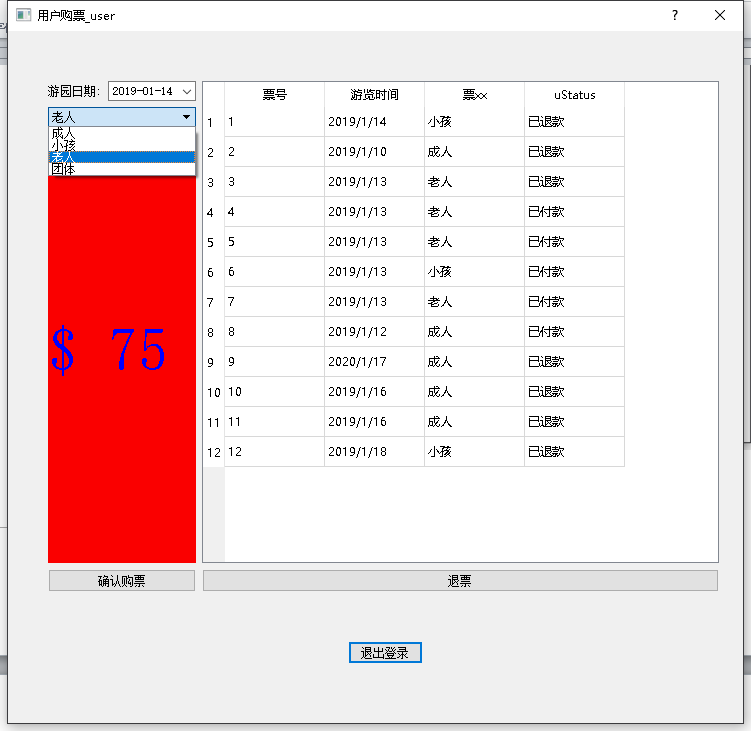 用户购票_user
游园日期: 2019-01-14
老人
成人
小孩
老人
团体
$ 75
确认购票
票号 游览时间 票xx uStatus
1 1 2019/1/14 小孩 已退款
2 2 2019/1/10 成人 已退款
3 3 2019/1/13 老人 已退款
4 4 2019/1/13 老人 已付款
5 5 2019/1/13 老人 已付款
6 6 2019/1/13 小孩 已付款
7 7 2019/1/13 老人 已付款
8 8 2019/1/12 成人 已付款
9 9 2020/1/17 成人 已退款
10 10 2019/1/16 成人 已退款
11 11 2019/1/16 成人 已退款
12 12 2019/1/18 小孩 已退款
退票
退出登录